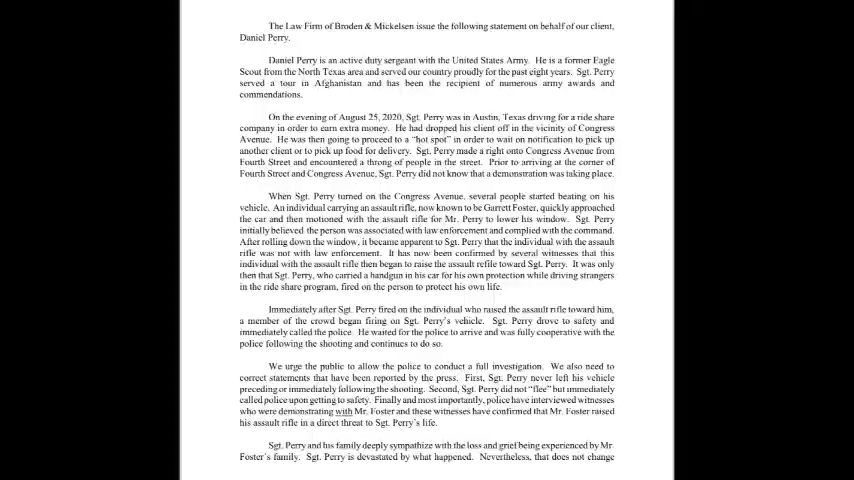 The Law Firm of Broden & Mickelsen issue the following statement on behalf of our client,
Daniel Perry.
Daniel Perry is an active duty sergeant with the United States Army. He is a former Eagle
Scout from the North Texas area and served our country proudly for the past eight years. Sgt. Perry
served a tour in Afghanistan and has been the recipient of numerous army awards and
commendations.
On the evening of August 25, 2020, Sgt. Perry was in Austin, Texas driving for a ride share
company in order to earn extra money. He had dropped his client off in the vicinity of Congress
Avenue. He was then going to proceed to a “hot spot” in order to wait on notification to pick up
another client or to pick up food for delivery. Sgt. Perry made a right onto Congress Avenue from
Fourth Street and encountered a throng of people in the street. Prior to arriving at the corner of
Fourth Street and Congress Avenue, Sgt. Perry did not know that a demonstration was taking place.
When Sgt. Perry turned on the Congress Avenue, several people started beating on his
vehicle. An individual carrying an assault rifle, now known to be Garrett Foster, quickly approached
the car and then motioned with the assault rifle for Mr. Perry to lower his window. Sgt. Perry
initially believed the person was associated with law enforcement and complied with the command.
After rolling down the window, it became apparent to Sgt. Perry that the individual with the assault
rifle was not with law enforcement. It has now been confirmed by several witnesses that this
individual with the assault rifle then began to raise the assault refile toward Sgt. Perry. It was only
then that Sgt. Perry, who carried a handgun in his car for his own protection while driving strangers
in the ride share program, fired on the person to protect his own life.
Immediately after Sgt. Perry fired on the individual who raised the assault rifle toward him,
a member of the crowd began firing on Sgt. Perry’s vehicle. Sgt. Perry drove to safety and
immediately called the police. He waited for the police to arrive and was fully cooperative with the
police following the shooting and continues to do so.
We urge the public to allow the police to conduct a full investigation. We also need to
correct statements that have been reported by the press. First, Sgt. Perry never left his vehicle
preceding or immediately following the shooting. Second, Sgt. Perry did not “flee” but immediately
called police upon getting to safety. Finally and most importantly, police have interviewed witnesses
who were demonstrating with Mr. Foster and these witnesses have confirmed that Mr. Foster raised
his assault rifle in a direct threat to Sgt. Perry’s life.
Sgt. Perry and his family deeply sympathize with the loss and grief being experienced by Mr.
Foster’s family. Sgt. Perry is devastated by what happened. Nevertheless, that does not change